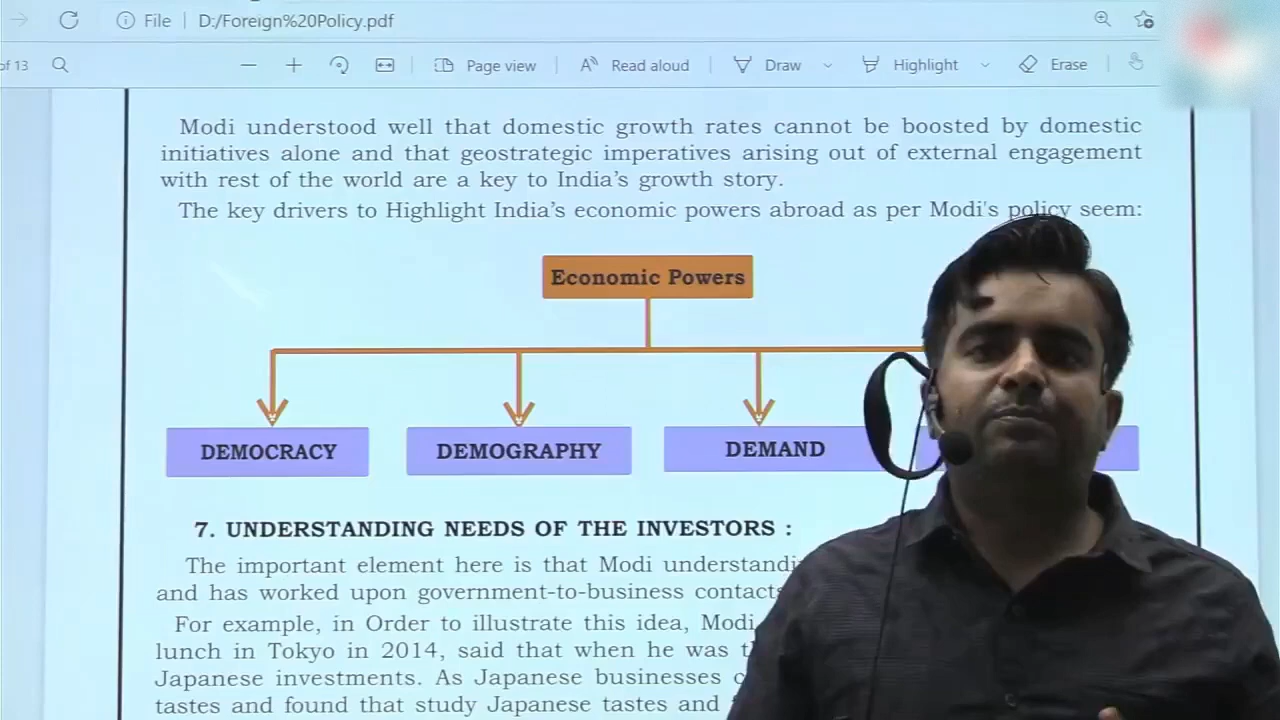 File
D:/Foreign%20Policy.pdf
of 13
Page view
Read aloud
Draw
Highlight
Erase
Modi understood well that domestic growth rates cannot be boosted by domestic
initiatives alone and that geostrategic imperatives arising out of external engagement
with rest of the world are a key to India's growth story.
The key drivers to Highlight India's economic powers abroad as per Modi's policy seem:
Economic Powers
DEMOCRACY
DEMOGRAPHY
DEMAND
7. UNDERSTANDING NEEDS OF THE INVESTORS :
The important element here is that Modi understandi
and has worked upon government-to-business contacts
For example, in Order to illustrate this idea, Modi
lunch in Tokyo in 2014, said that when he was
Japanese investments. As Japanese businesses
tastes and found that study Japanese tastes and